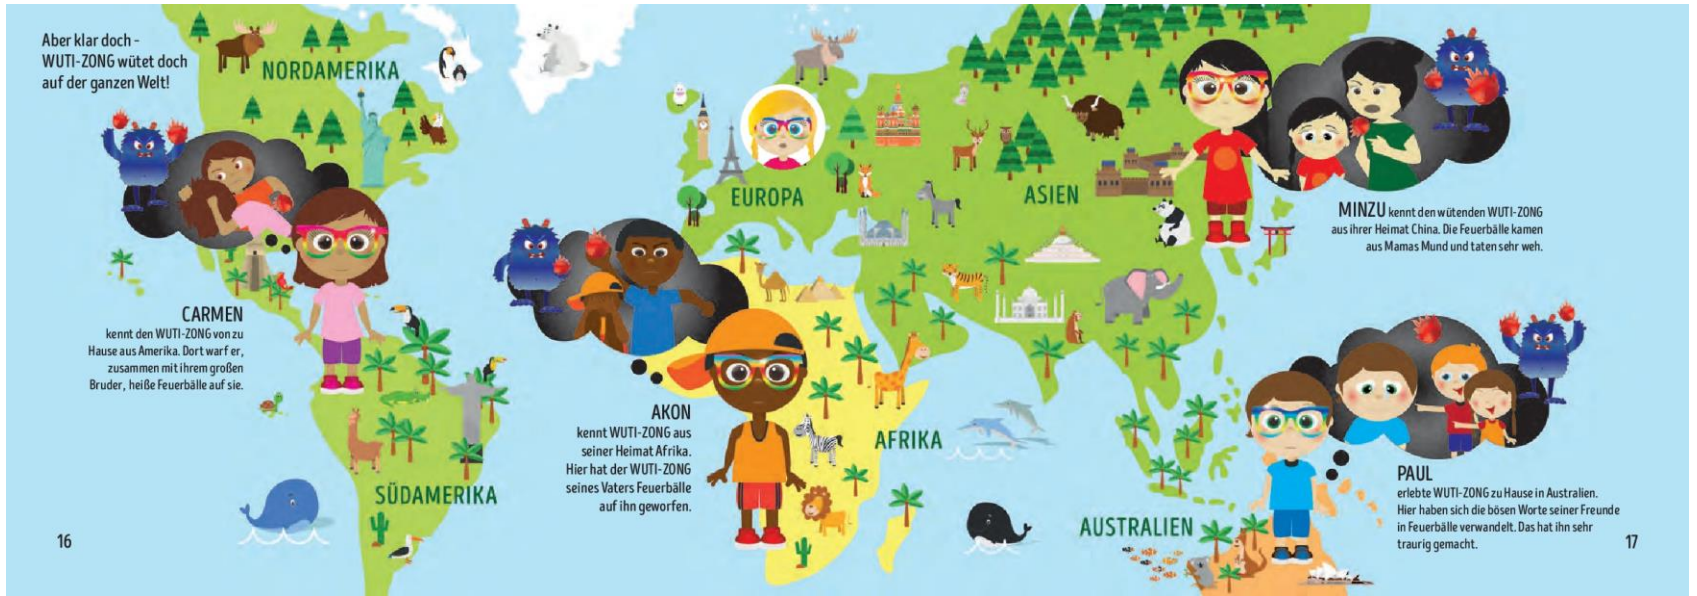 Aber klar doch -
WUTI-ZONG wütet doch
auf der ganzen Welt!
NORDAMERIKA
EUROPA
ASIEN
MINZU kennt den wütenden WUTI-ZONG
aus ihrer Heimat China. Die Feuerbälle kamen
aus Mamas Mund und taten sehr weh.
CARMEN
kennt den WUTI-ZONG von zu
Hause aus Amerika. Dort warf er,
zusammen mit ihrem großen
Bruder, heiße Feuerbälle auf sie.
AKON
kennt WUTI-ZONG aus
seiner Heimat Afrika.
Hier hat der WUTI-ZONG
seines Vaters Feuerbälle
auf ihn geworfen.
AFRIKA
SÜDAMERIKA
AUSTRALIEN
PAUL
erlebte WUTI-ZONG zu Hause in Australien.
Hier haben sich die bösen Worte seiner Freunde
in Feuerbälle verwandelt. Das hat ihn sehr
traurig gemacht.
16
17